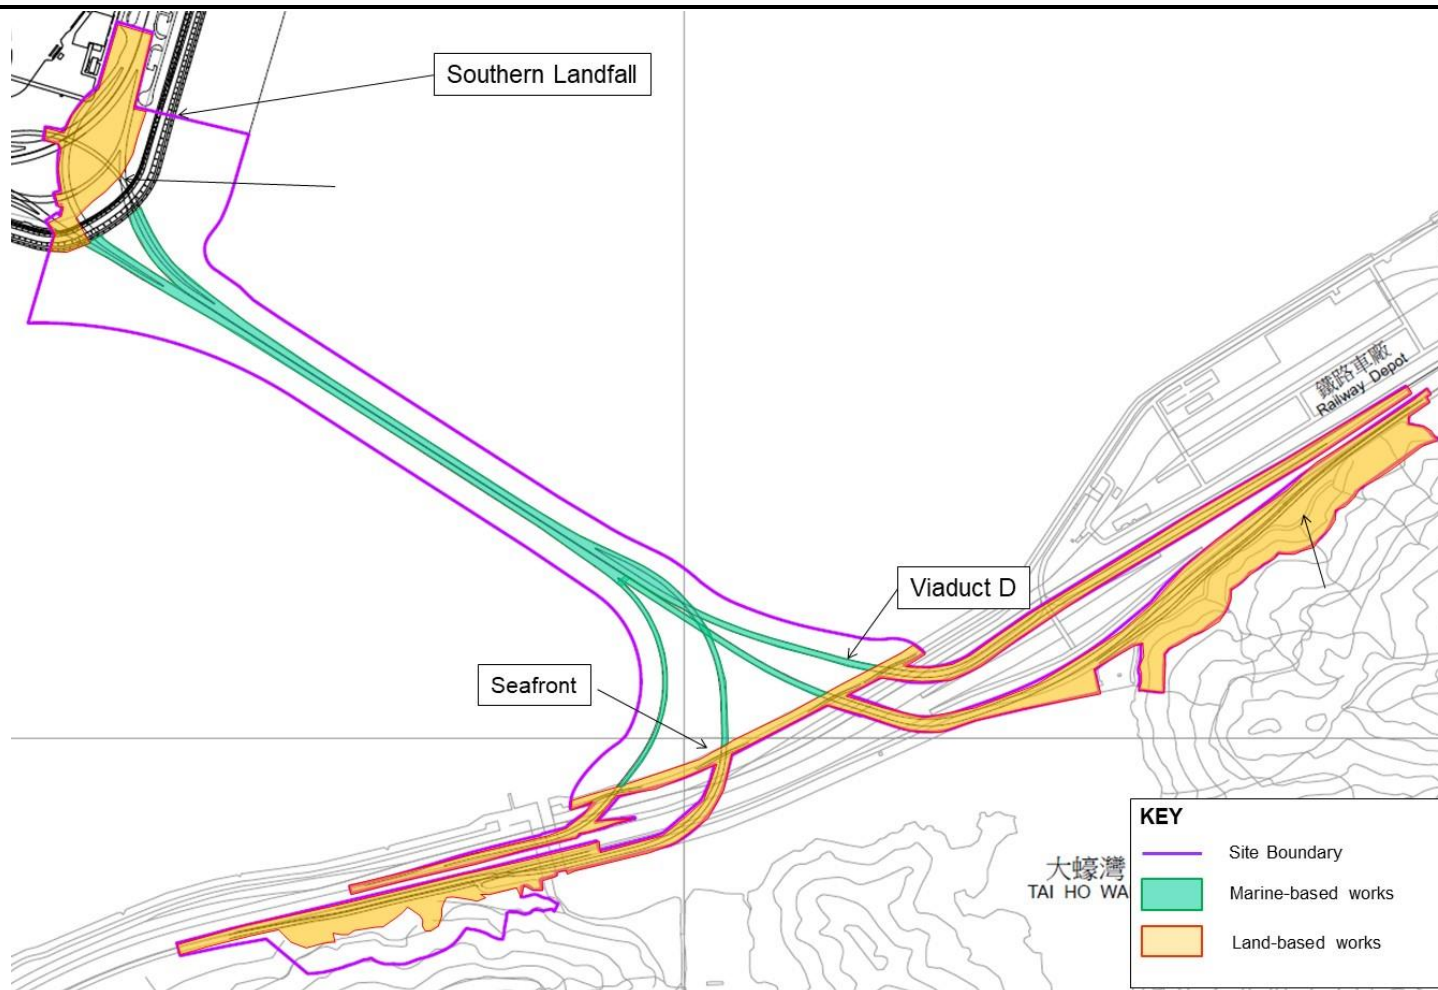 Southern Landfall
鐵路車廠
Railway Depot
Viaduct D
Seafront
大蠔灣
TAI HO WA
KEY
Site Boundary
Marine-based works
Land-based works